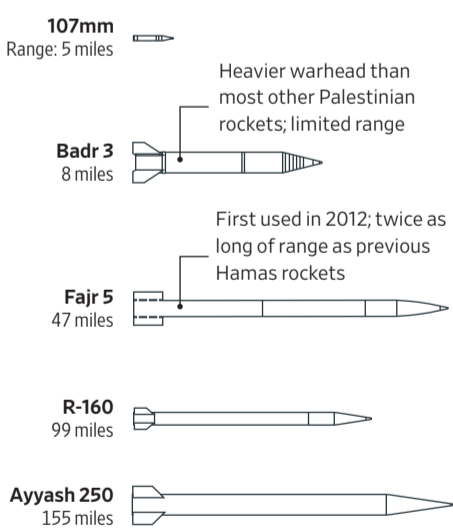 107mm
Range: 5 miles
Heavier warhead than
most other Palestinian
rockets; limited range
Badr 3
8 miles
First used in 2012; twice as
long of range as previous
Hamas rockets
Fajr 5
47 miles
R-160
99 miles
Ayyash 250
155 miles